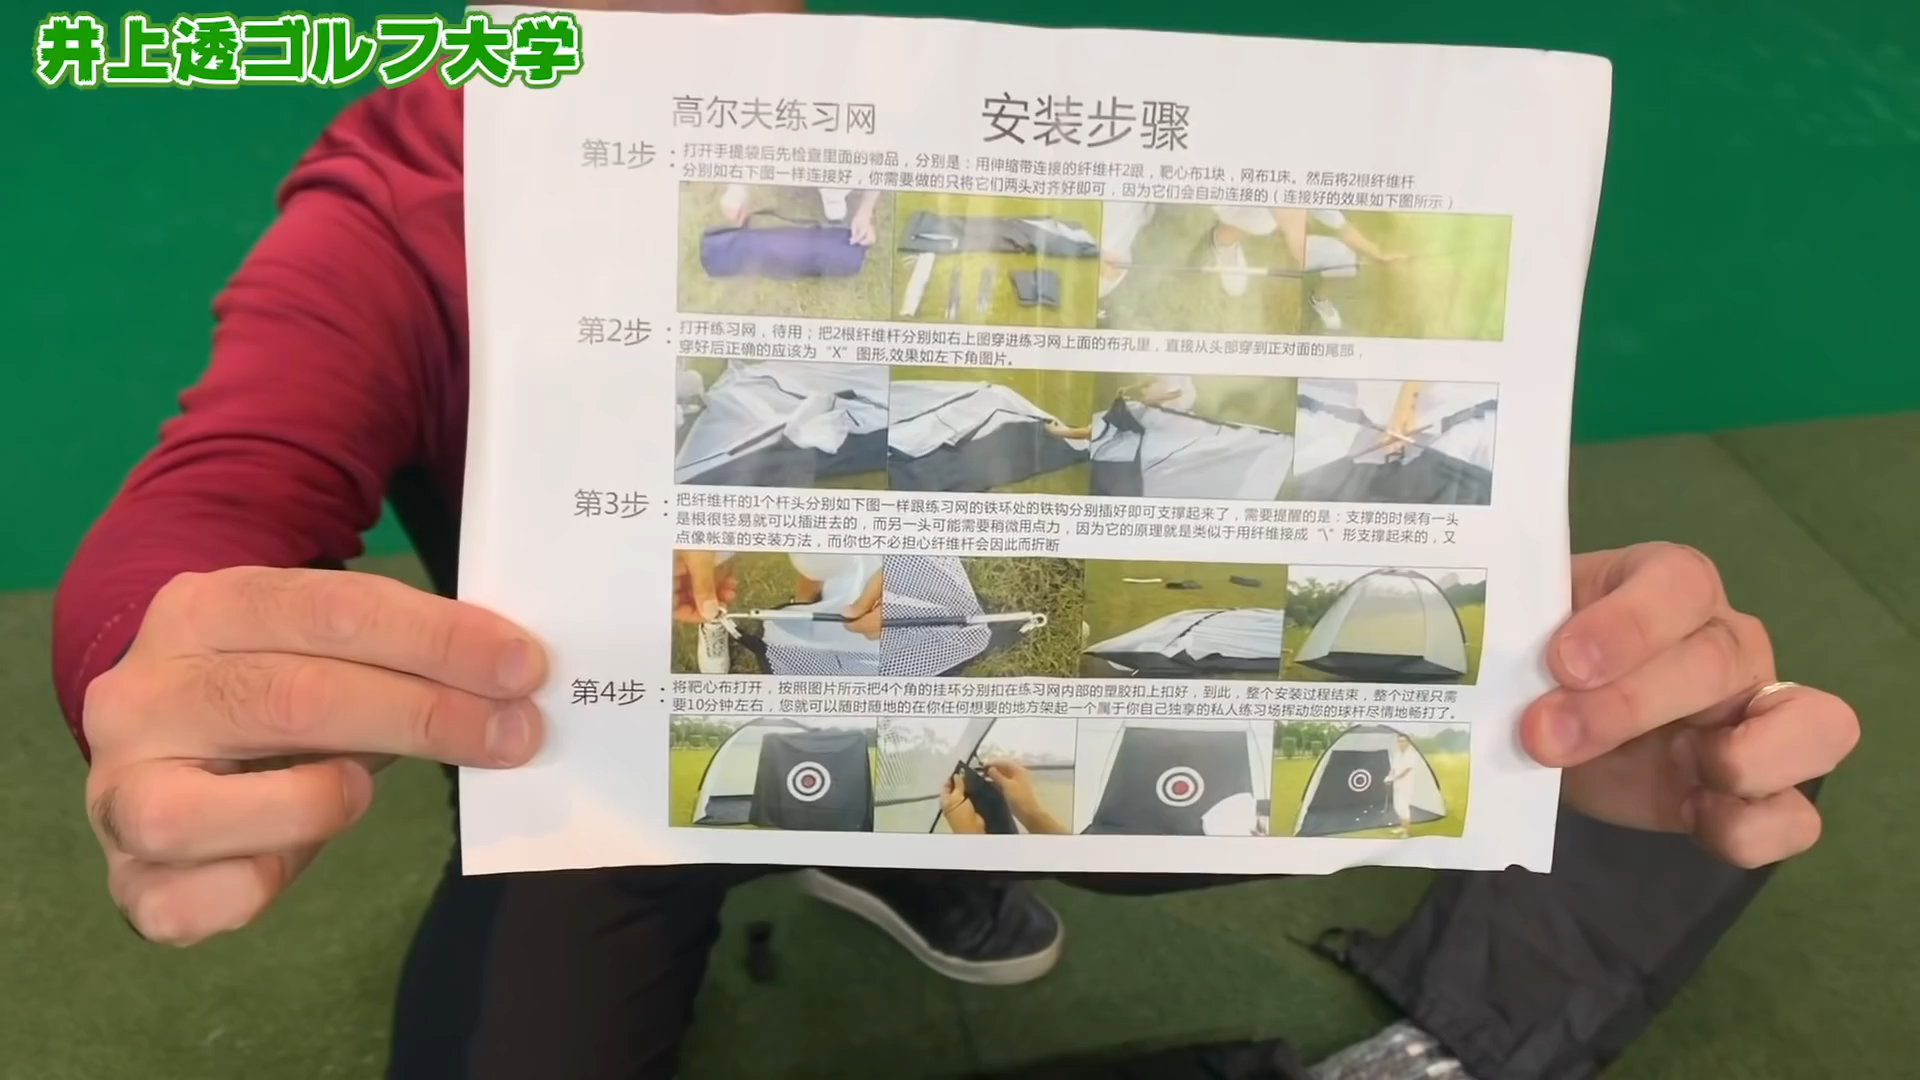 井上透ゴルフ大学
高尔夫练习网 安装步骤
第1步：打开手提袋后先检查里面的物品，分别是：用伸缩带连接的纤维杆2跟，靶心布1块，网布1床。然后将2根纤维杆
分别如右下图一样连接好，你需要做的只将它们两头对齐好即可，因为它们会自动连接的（连接好的效果如下图所示）
第2步：打开练习网，待用；把2根纤维杆分别如右上图穿进练习网上面的布孔里，直接从头部穿到正对面的尾部，
穿好后正确的应该为“X”图形,效果如左下角图片。
第3步：把纤维杆的1个杆头分别如下图一样跟练习网的铁环处的铁钩分别插好即可支撑起来了，需要提醒的是：支撑的时候有一头
是根很轻易就可以插进去的，而另一头可能需要稍微用点力，因为它的原理就是类似于用纤维接成“\”形支撑起来的，又
点像帐篷的安装方法，而你也不必担心纤维杆会因此而折断
第4步：将靶心布打开，按照图片所示把4个角的挂环分别扣在练习网内部的塑胶扣上扣好，到此，整个安装过程结束，整个过程只需
要10分钟左右，您就可以随时随地的在你任何想要的地方架起一个属于你自己独享的私人练习场挥动您的球杆尽情地畅打了。